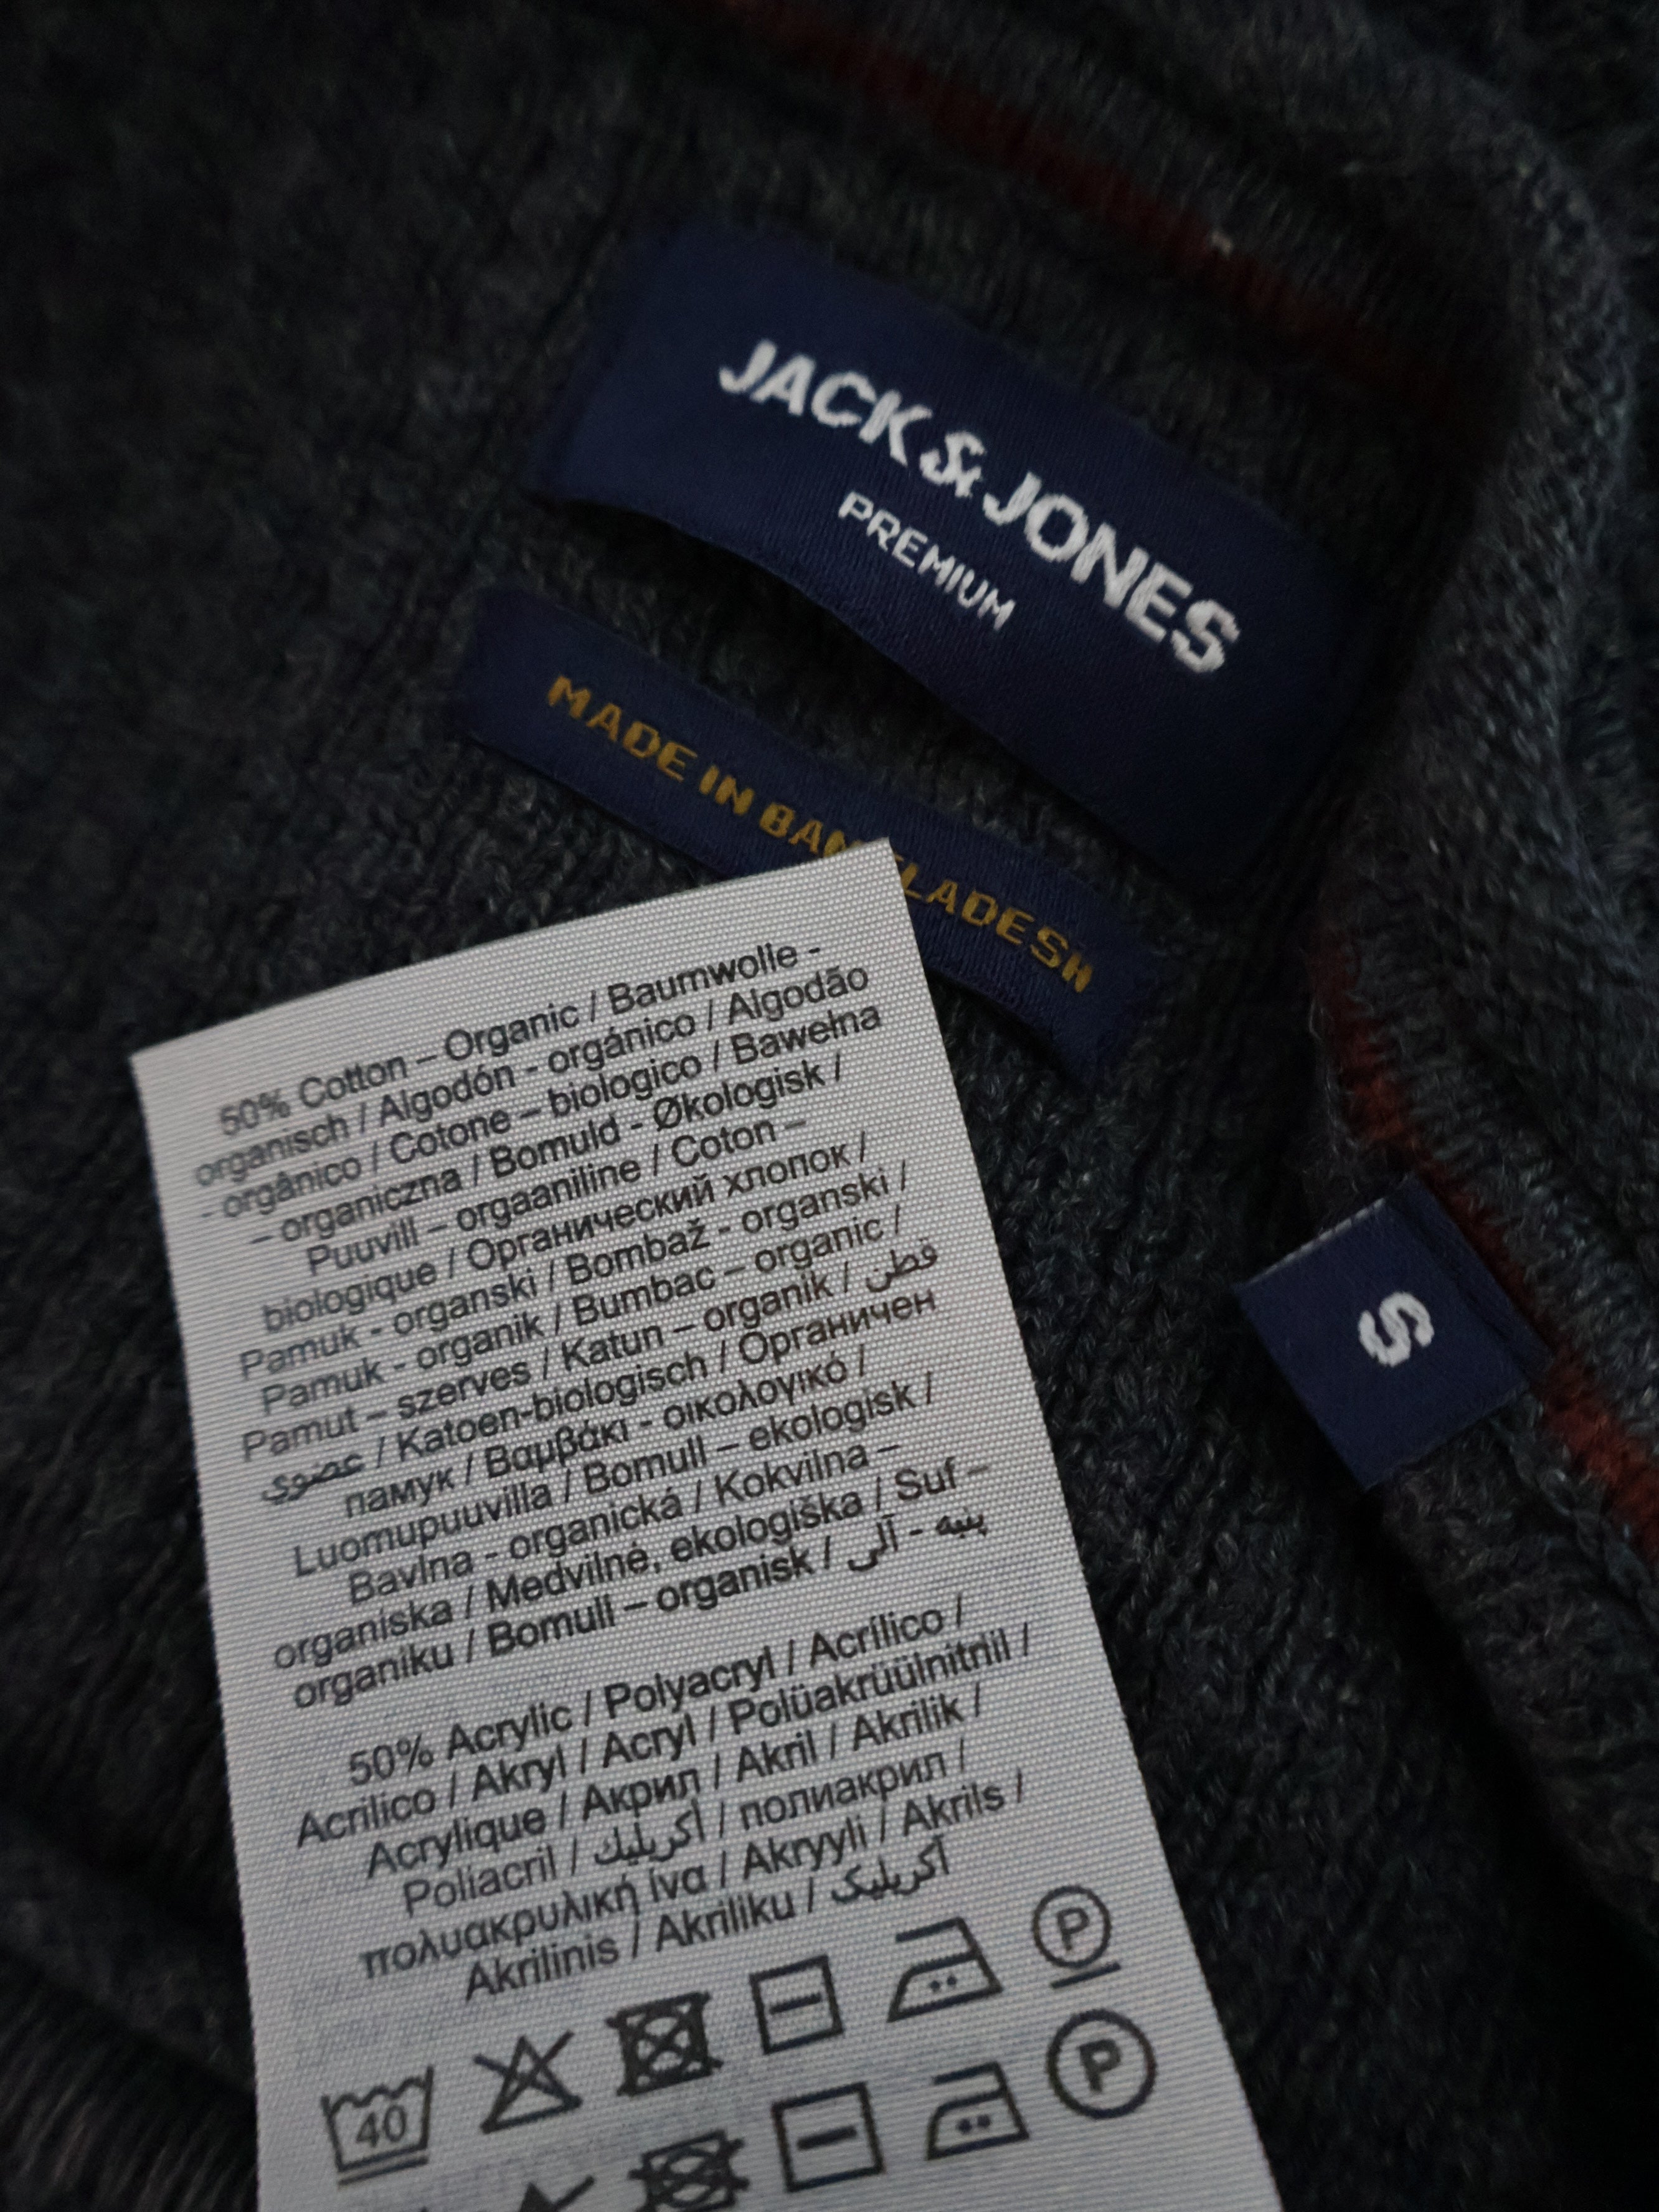 JACK & JONES
PREMIUM
MADE IN BANGLADESH
S
50% Cotton – Organic / Baumwolle -
organisch / Algodón - orgánico / Algodão
- orgânico / Cotone – biologico / Bawełna
– organiczna / Bomuld - Økologisk /
Puuvill – orgaaniline / Coton –
biologique / Органический хлопок /
Pamuk - organski / Bombaž - organski /
Pamuk - organik / Bumbac – organic /
Pamut – szerves / Katun – organik / قطن
عضوي / Katoen-biologisch / Органичен
памук / Βαμβάκι - οικολογικό /
Luomupuuvilla / Bomull – ekologisk /
Bavlna - organická / Kokvilna –
organiska / Medvilnė, ekologiška / Suf –
organiku / Bomull – organisk / پنبه - آلی
50% Acrylic / Polyacryl / Acrílico /
Acrílico / Akryl / Acryl / Polüakrüülnitriil /
Acrylique / Акрил / Akril / Akrilik /
Poliacril / أكريليك / полиакрил /
πολυακρυλική ίνα / Akryyli / Akrils /
Akrilinis / Akriliku / آکریلیک
40
P
P